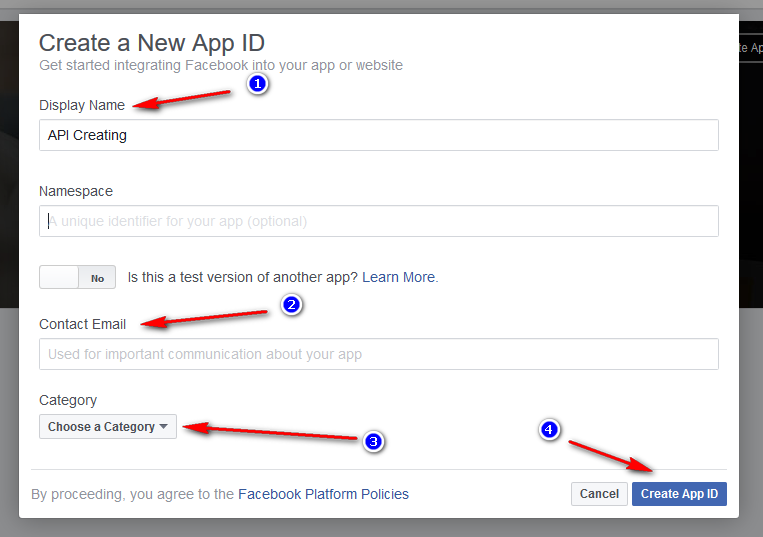 Create a New App ID
Get started integrating Facebook into your app or website
1
Display Name
API Creating
Namespace
A unique identifier for your app (optional)
No Is this a test version of another app? Learn More.
2
Contact Email
Used for important communication about your app
Category
Choose a Category
3
4
By proceeding, you agree to the Facebook Platform Policies Cancel Create App ID